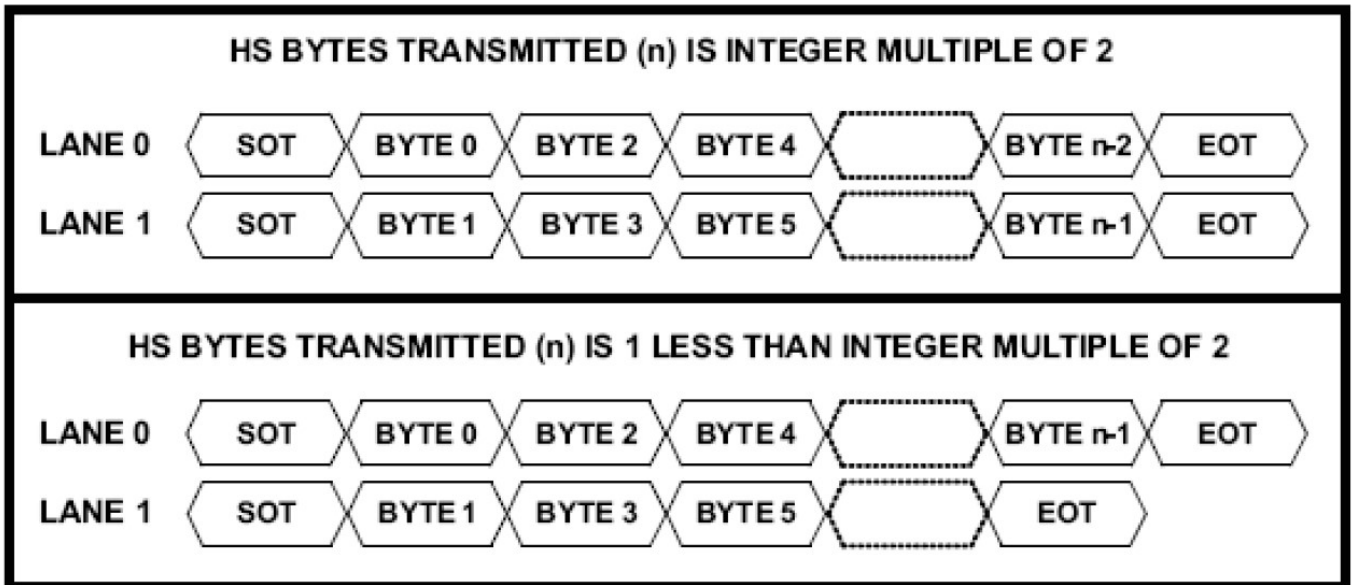 HS BYTES TRANSMITTED (n) IS INTEGER MULTIPLE OF 2
LANE 0 SOT BYTE 0 BYTE 2 BYTE 4 BYTE n-2 EOT
LANE 1 SOT BYTE 1 BYTE 3 BYTE 5 BYTE n-1 EOT
HS BYTES TRANSMITTED (n) IS 1 LESS THAN INTEGER MULTIPLE OF 2
LANE 0 SOT BYTE 0 BYTE 2 BYTE 4 BYTE n-1 EOT
LANE 1 SOT BYTE 1 BYTE 3 BYTE 5 EOT